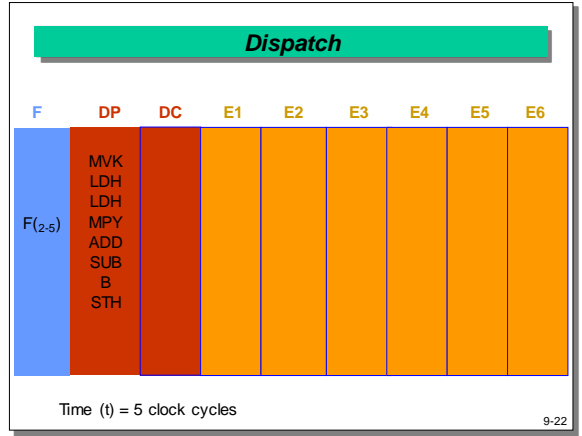 Dispatch
F DP DC E1 E2 E3 E4 E5 E6
MVK
LDH
LDH
F(2-5) MPY
ADD
SUB
B
STH
Time (t) = 5 clock cycles
9-22